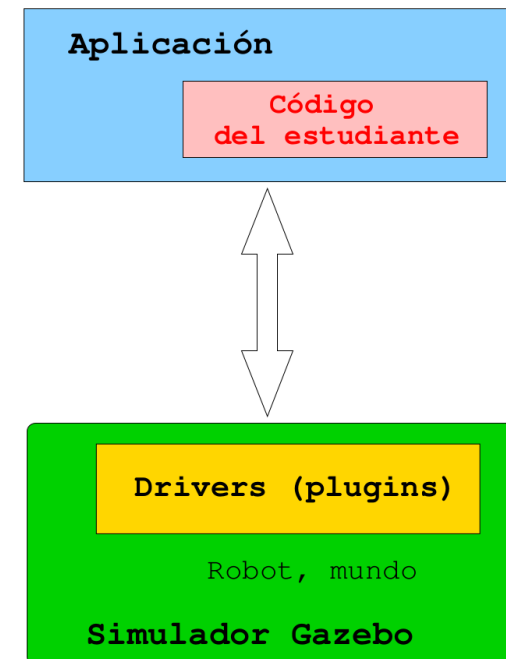 Aplicación
Código
del estudiante
Drivers (plugins)
Robot, mundo
Simulador Gazebo